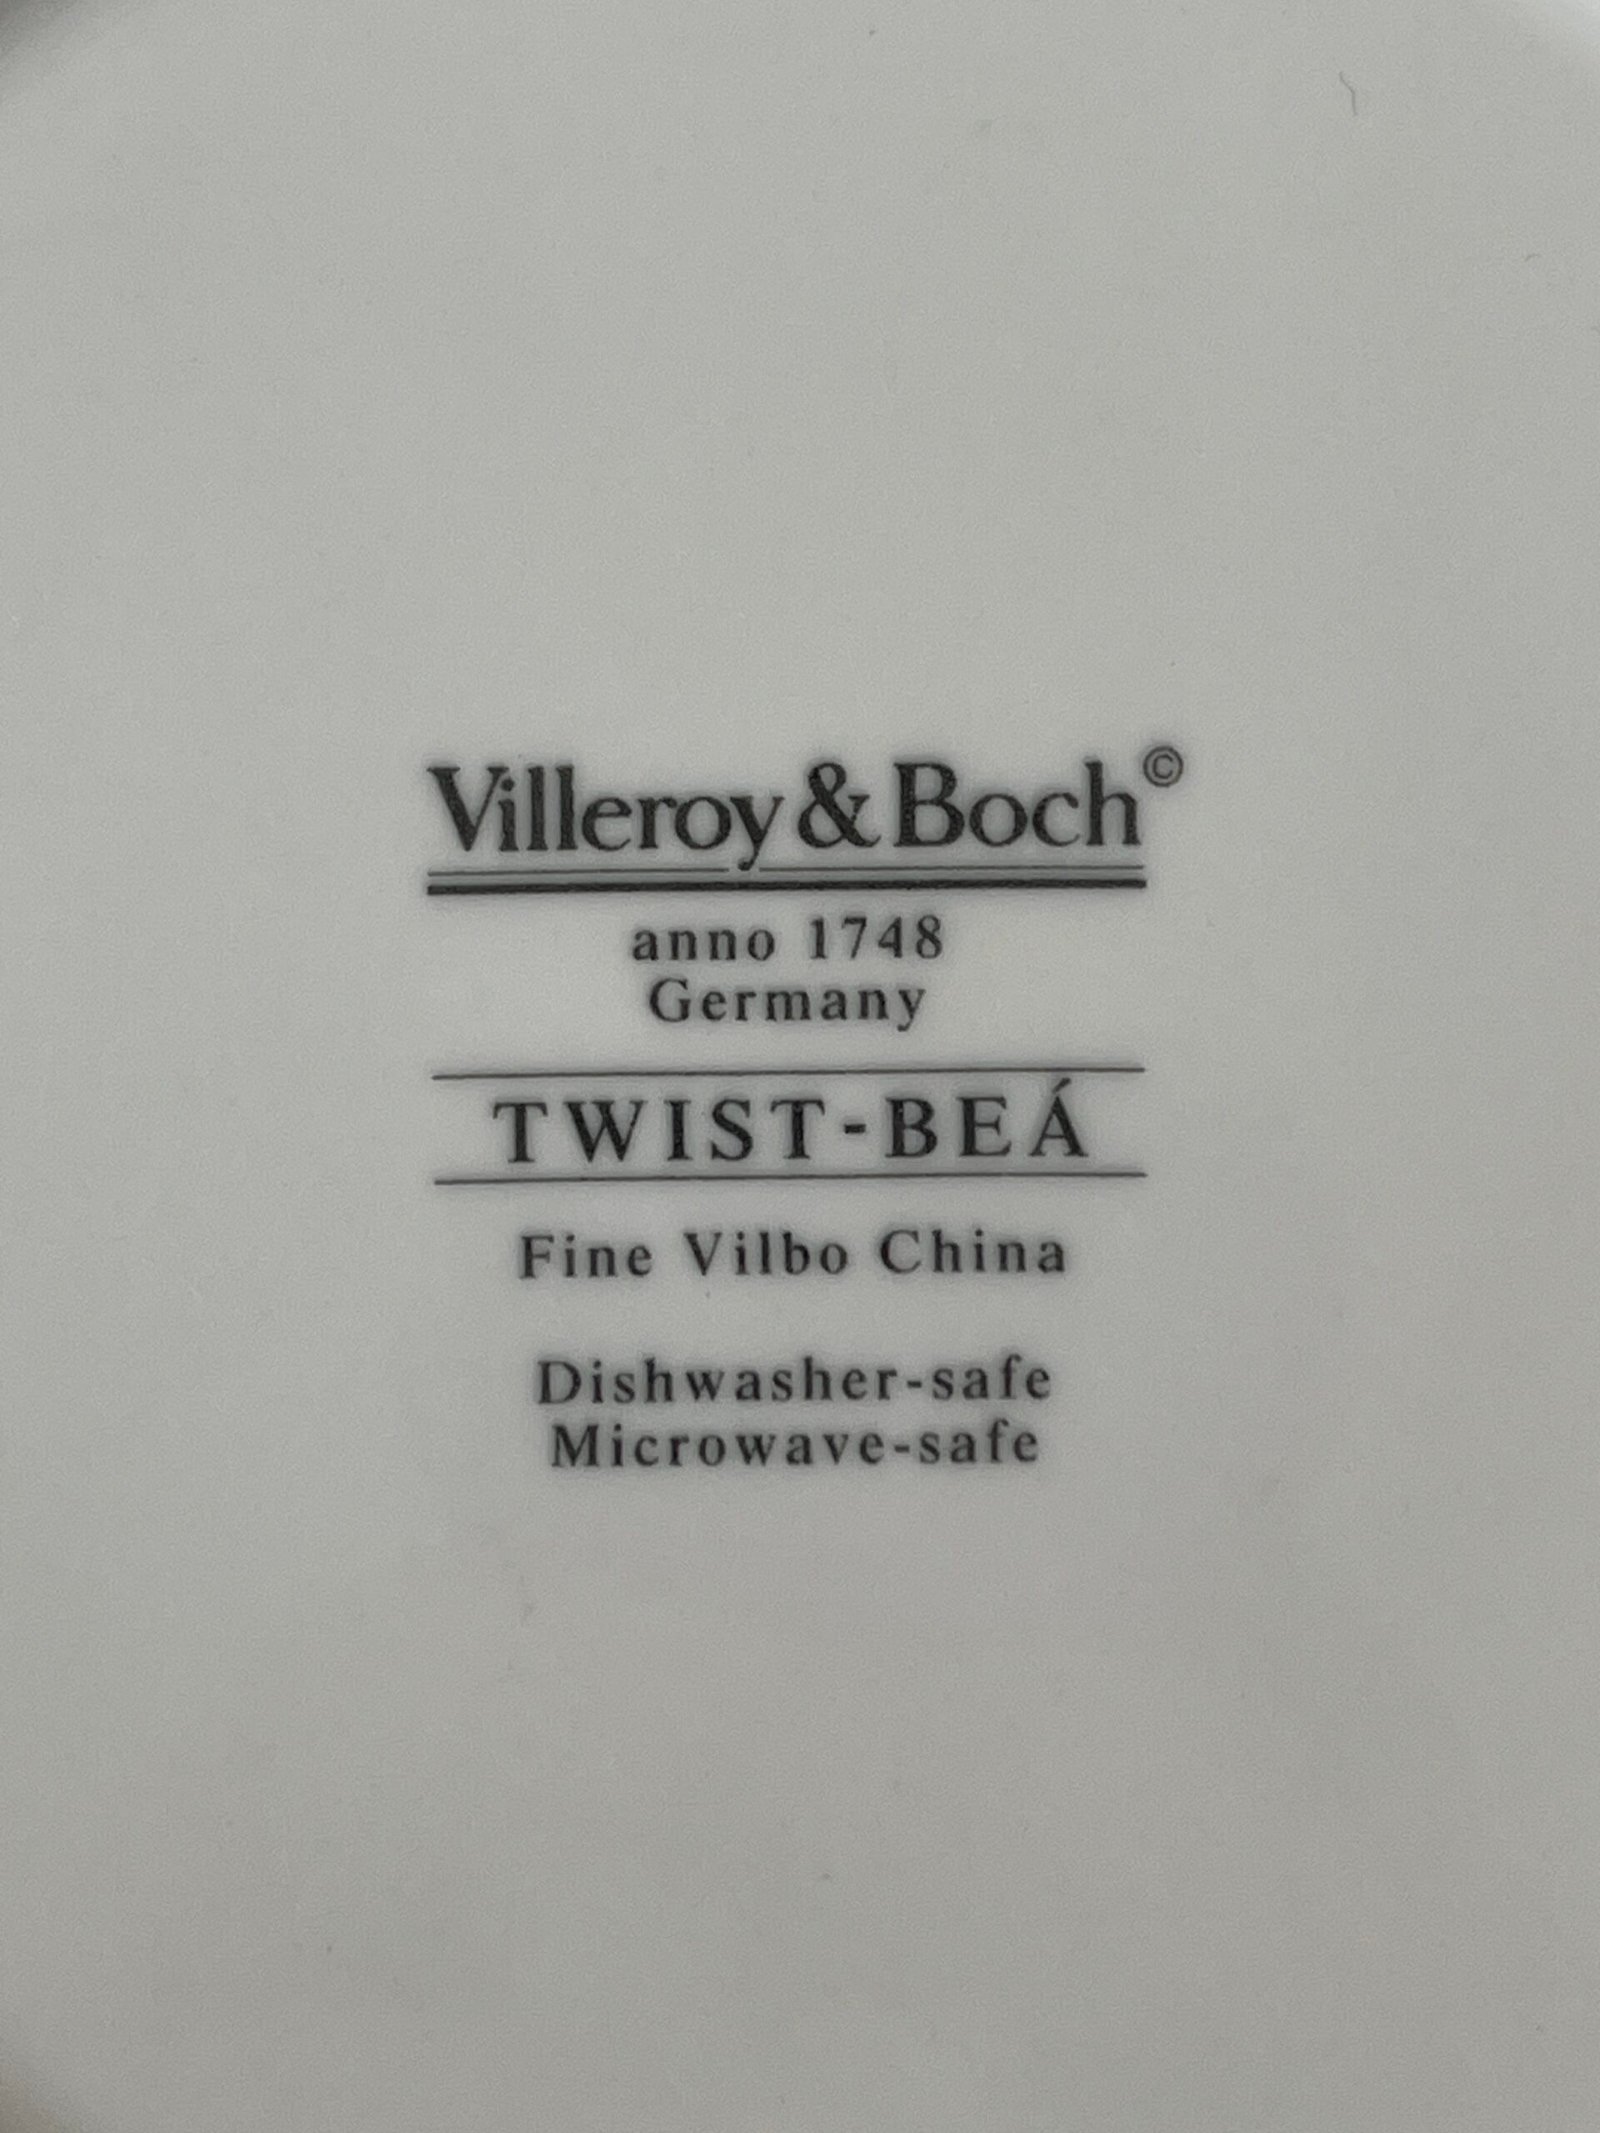 Villeroy & Boch©
anno 1748
Germany
TWIST-BEÁ
Fine Vilbo China
Dishwasher-safe
Microwave-safe